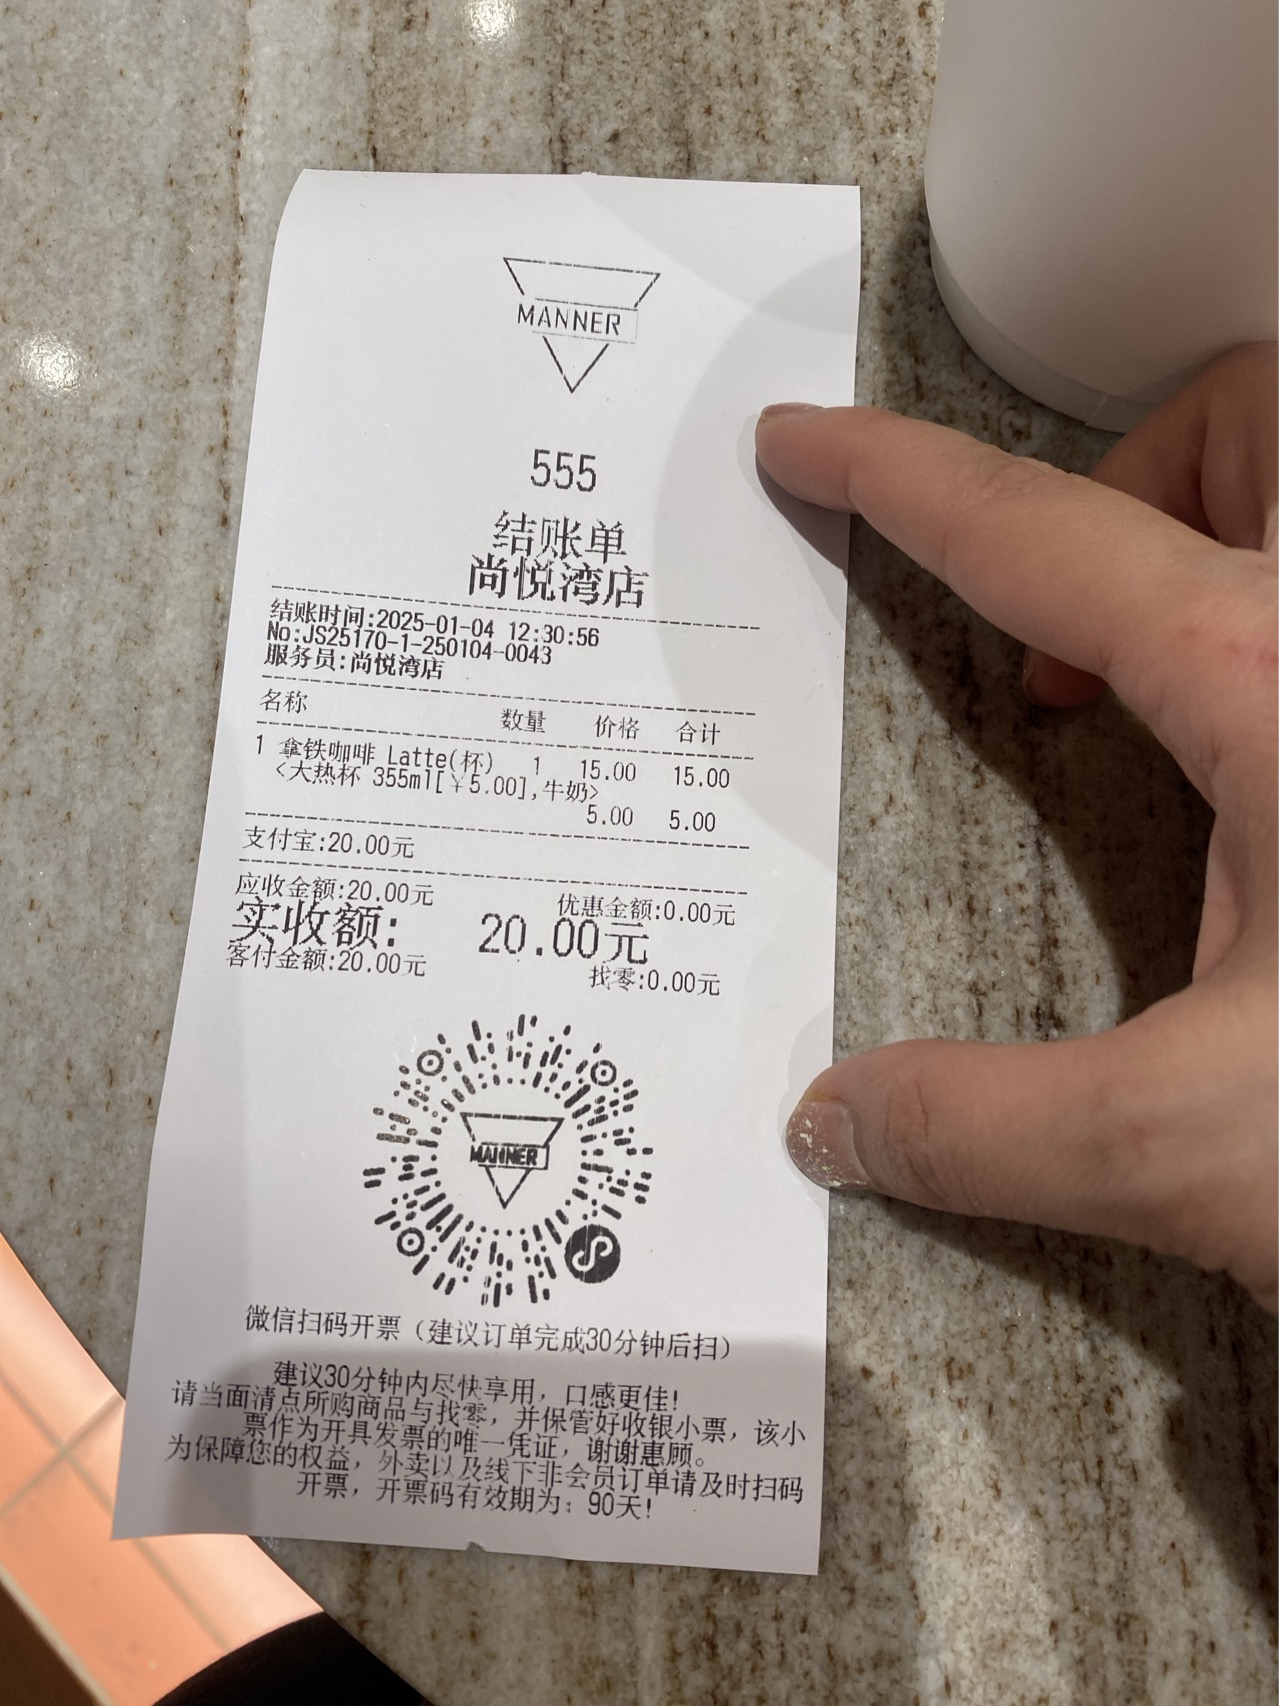 MANNER
555
结账单
尚悦湾店
结账时间:2025-01-04 12:30:56
No:JS25170-1-250104-0043
服务员:尚悦湾店
名称 数量 价格 合计
1 拿铁咖啡 Latte(杯) 1 15.00 15.00
<大热杯 355ml[￥5.00],牛奶>
5.00 5.00
支付宝:20.00元
应收金额:20.00元 优惠金额:0.00元
实收额: 20.00元
客付金额:20.00元 找零:0.00元
MANNER
微信扫码开票（建议订单完成30分钟后扫）
建议30分钟内尽快享用，口感更佳!
请当面清点所购商品与找零，并保管好收银小票，该小
票作为开具发票的唯一凭证，谢谢惠顾。
为保障您的权益，外卖以及线下非会员订单请及时扫码
开票，开票码有效期为：90天!